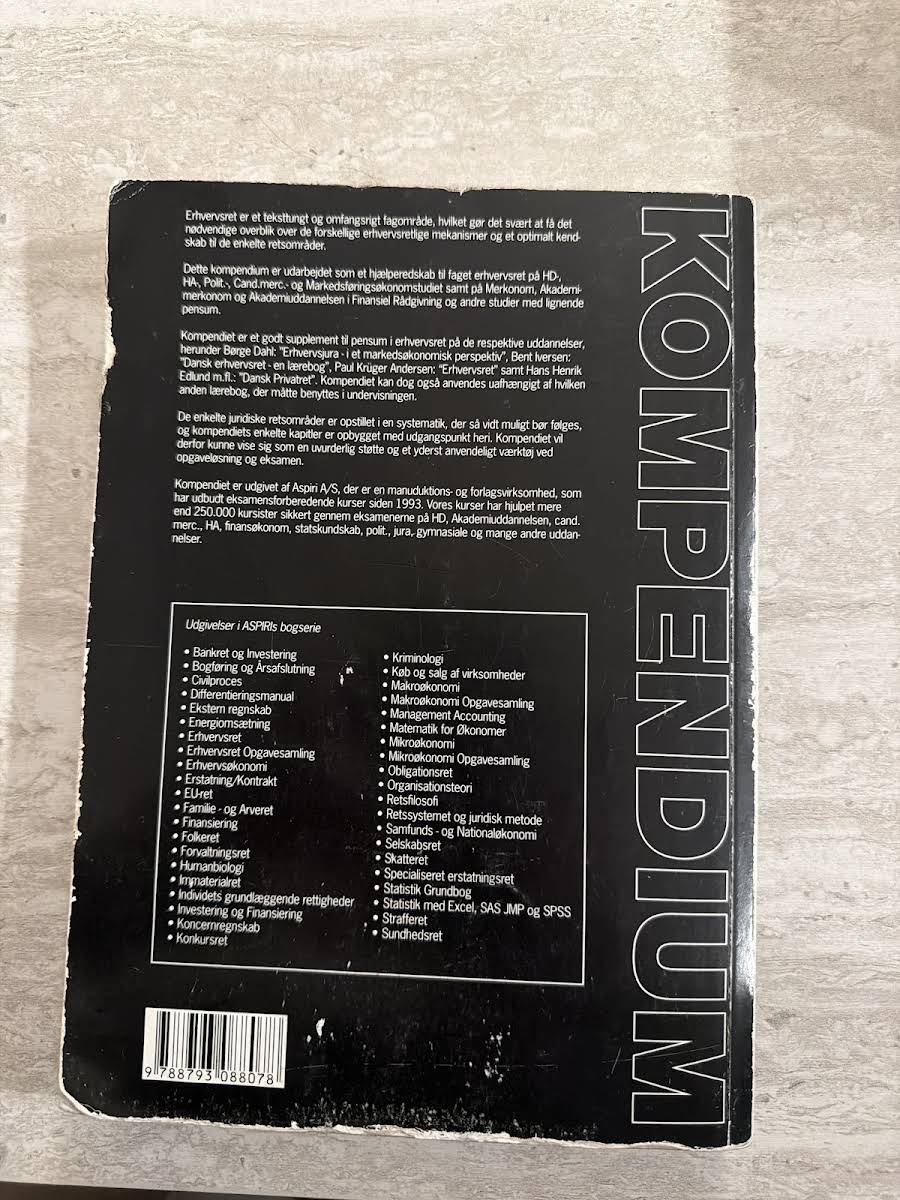 Erhvervsret er et teksttungt og omfangsrigt fagområde, hvilket gør det svært at få det
nødvendige overblik over de forskellige erhvervsretlige mekanismer og et optimalt kend-
skab til de enkelte retsområder.
Dette kompendium er udarbejdet som et hjælperedskab til faget erhvervsret på HD-,
HA-, Polit.-, Cand.merc.- og Markedsføringsøkonomstudiet samt på Merkonom, Akademi-
merkonom og Akademiuddannelsen i Finansiel Rådgivning og andre studier med lignende
pensum.
Kompendiet er et godt supplement til pensum i erhvervsret på de respektive uddannelser,
herunder Børge Dahl: "Erhvervsjura - i et markedsøkonomisk perspektiv", Bent Iversen:
"Dansk erhvervsret - en lærebog", Paul Krüger Andersen: "Erhvervsret" samt Hans Henrik
Edlund m.fl.: "Dansk Privatret". Kompendiet kan dog også anvendes uafhængigt af hvilken
anden lærebog, der måtte benyttes i undervisningen.
De enkelte juridiske retsområder er opstillet i en systematik, der så vidt muligt bør følges,
og kompendiets enkelte kapitler er opbygget med udgangspunkt heri. Kompendiet vil
derfor kunne vise sig som en uvurderlig støtte og et yderst anvendeligt værktøj ved
opgaveløsning og eksamen.
Kompendiet er udgivet af Aspiri A/S, der er en manuduktions- og forlagsvirksomhed, som
har udbudt eksamensforberedende kurser siden 1993. Vores kurser har hjulpet mere
end 250.000 kursister sikkert gennem eksamenerne på HD, Akademiuddannelsen, cand.
merc., HA, finansøkonom, statskundskab, polit., jura, gymnasiale og mange andre uddan-
nelser.
Udgivelser i ASPIRIs bogserie
• Bankret og Investering
• Bogføring og Årsafslutning
• Civilproces
• Differentieringsmanual
• Ekstern regnskab
• Energiomsætning
• Erhvervsret
• Erhvervsret Opgavesamling
• Erhvervsøkonomi
• Erstatning/Kontrakt
• EU-ret
• Familie - og Arveret
• Finansiering
• Folkeret
• Forvaltningsret
• Humanbiologi
• Immaterialret
• Individets grundlæggende rettigheder
• Investering og Finansiering
• Koncernregnskab
• Konkursret
• Kriminologi
• Køb og salg af virksomheder
• Makroøkonomi
• Makroøkonomi Opgavesamling
• Management Accounting
• Matematik for Økonomer
• Mikroøkonomi
• Mikroøkonomi Opgavesamling
• Obligationsret
• Organisationsteori
• Retsfilosofi
• Retssystemet og juridisk metode
• Samfunds - og Nationaløkonomi
• Selskabsret
• Skatteret
• Specialiseret erstatningsret
• Statistik Grundbog
• Statistik med Excel, SAS JMP og SPSS
• Strafferet
• Sundhedsret
9 788793 088078
KOMPENDIUM